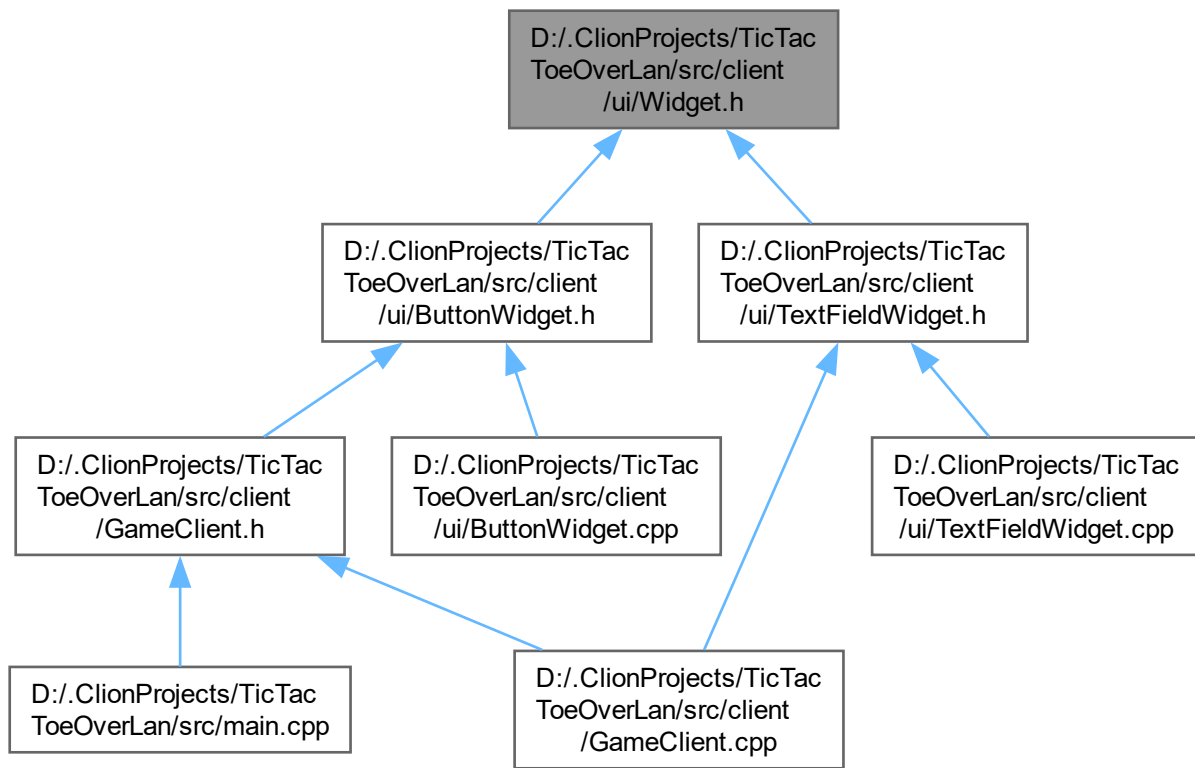 D:/.ClionProjects/TicTac
ToeOverLan/src/client
/ui/Widget.h
D:/.ClionProjects/TicTac
ToeOverLan/src/client
/ui/ButtonWidget.h
D:/.ClionProjects/TicTac
ToeOverLan/src/client
/ui/TextFieldWidget.h
D:/.ClionProjects/TicTac
ToeOverLan/src/client
/GameClient.h
D:/.ClionProjects/TicTac
ToeOverLan/src/client
/ui/ButtonWidget.cpp
D:/.ClionProjects/TicTac
ToeOverLan/src/client
/ui/TextFieldWidget.cpp
D:/.ClionProjects/TicTac
ToeOverLan/src/main.cpp
D:/.ClionProjects/TicTac
ToeOverLan/src/client
/GameClient.cpp